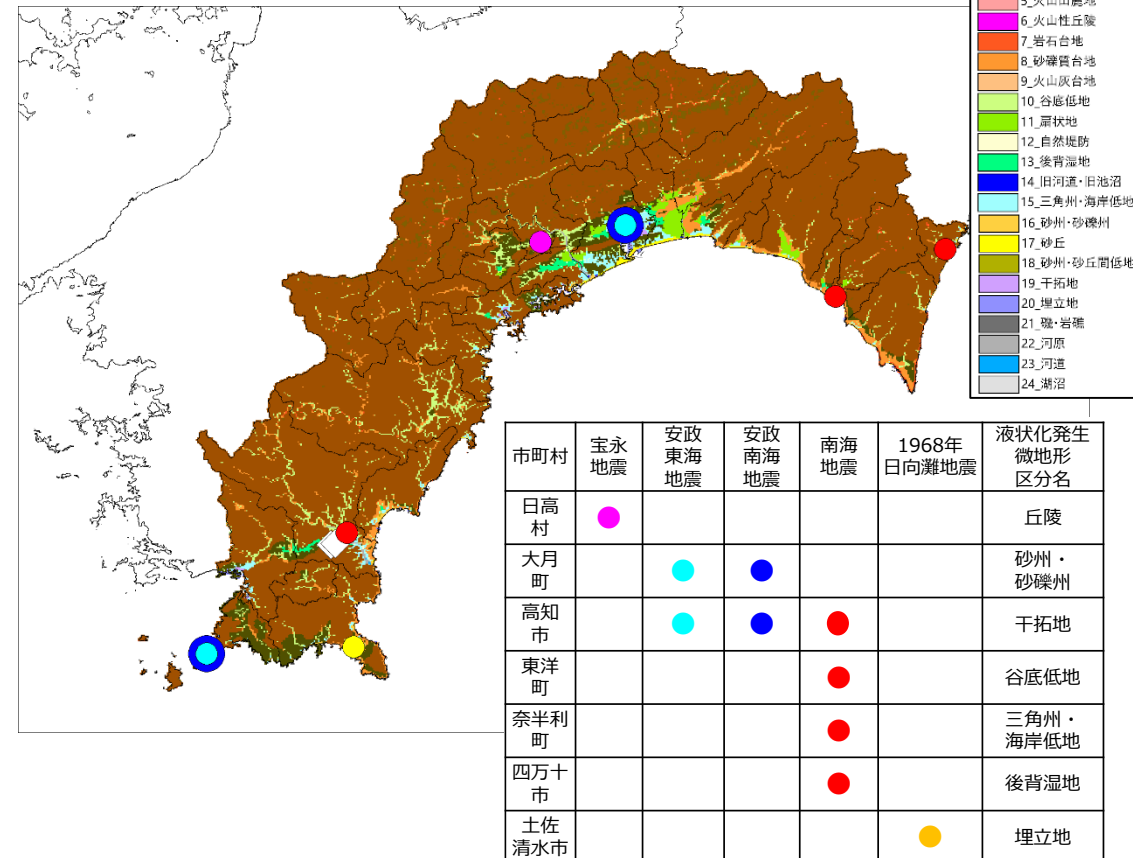 5_火山山麓地
6_火山性丘陵
7_岩石台地
8_砂礫質台地
9_火山灰台地
10_谷底低地
11_扇状地
12_自然堤防
13_後背湿地
14_旧河道・旧池沼
15_三角州・海岸低地
16_砂州・砂礫州
17_砂丘
18_砂州・砂丘間低地
19_干拓地
20_埋立地
21_磯・岩礁
22_河原
23_河道
24_湖沼
市町村
宝永
地震
安政
東海
地震
安政
南海
地震
南海
地震
1968年
日向灘地震
液状化発生
微地形
区分名
日高
村
丘陵
大月
町
砂州・
砂礫州
高知
市
干拓地
東洋
町
谷底低地
奈半利
町
三角州・
海岸低地
四万十
市
後背湿地
土佐
清水市
埋立地